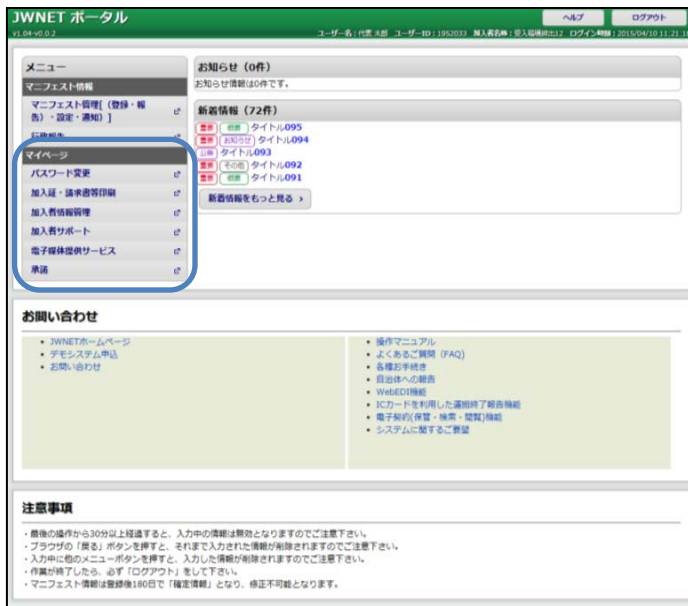 JWNET ポータル
ヘルプ
ログアウト
v1.04-v0.0.2
ユーザー名：代表 太郎 ユーザーID：1952033 加入者名称：受入端機排出12 ログイン時間：2015/04/10 11:21:18
メニュー
マニフェスト情報
マニフェスト管理[（登録・報告）・設定・通知）]
行政報告
マイページ
パスワード変更
加入証・請求書等印刷
加入者情報管理
加入者サポート
電子媒体提供サービス
承諾
お知らせ（0件）
お知らせ情報は0件です。
新着情報（72件）
重要 概要 タイトル095
重要 お知らせ タイトル094
公告 タイトル093
重要 その他 タイトル092
重要 概要 タイトル091
新着情報をもっと見る ›
お問い合わせ
• JWNETホームページ
• デモシステム申込
• お問い合わせ
• 操作マニュアル
• よくあるご質問（FAQ）
• 各種お手続き
• 自治体への報告
• WebEDI機能
• ICカードを利用した運搬終了報告機能
• 電子契約(保管・検索・閲覧)機能
• システムに関するご要望
注意事項
・最後の操作から30分以上経過すると、入力中の情報は無効となりますのでご注意下さい。
・ブラウザの「戻る」ボタンを押すと、それまで入力された情報が削除されますのでご注意下さい。
・入力中に他のメニューボタンを押すと、入力した情報が削除されますのでご注意下さい。
・作業が終了したら、必ず「ログアウト」をして下さい。
・マニフェスト情報は登録後180日で「確定情報」となり、修正不可能となります。